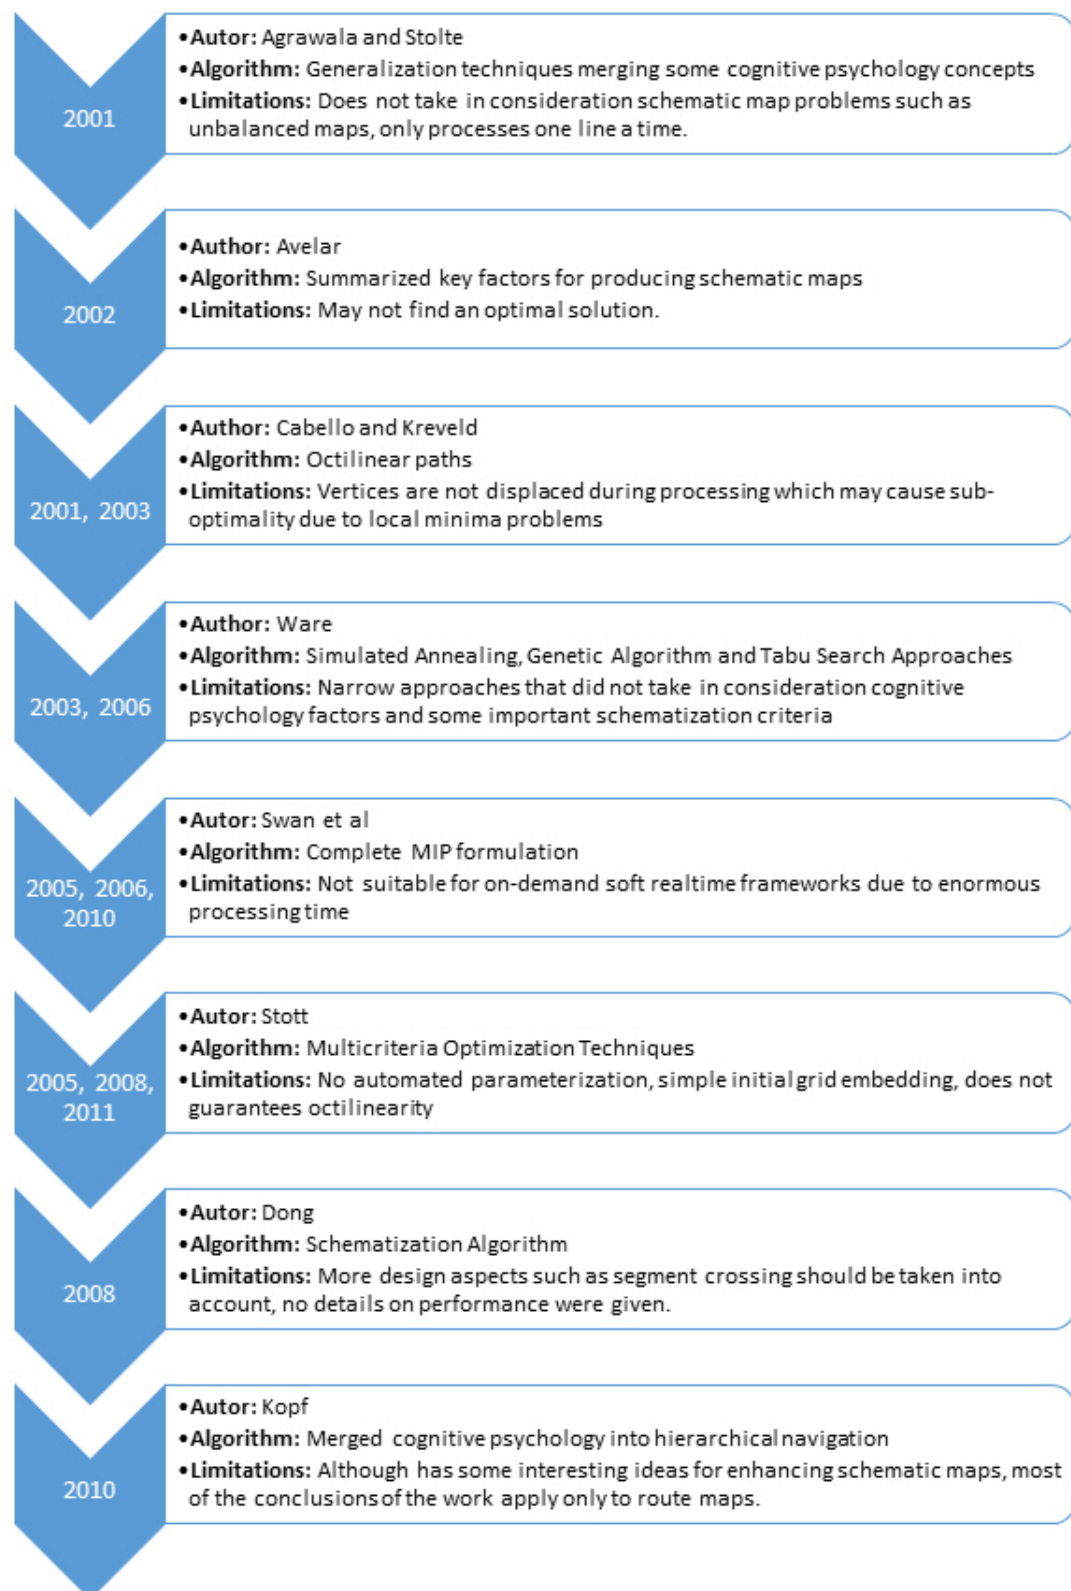 2001
•Autor: Agrawala and Stolte
•Algorithm: Generalization techniques merging some cognitive psychology concepts
•Limitations: Does not take in consideration schematic map problems such as
unbalanced maps, only processes one line a time.
2002
•Author: Avelar
•Algorithm: Summarized key factors for producing schematic maps
•Limitations: May not find an optimal solution.
2001, 2003
•Author: Cabello and Kreveld
•Algorithm: Octilinear paths
•Limitations: Vertices are not displaced during processing which may cause sub-
optimality due to local minima problems
2003, 2006
•Author: Ware
•Algorithm: Simulated Annealing, Genetic Algorithm and Tabu Search Approaches
•Limitations: Narrow approaches that did not take in consideration cognitive
psychology factors and some important schematization criteria
2005, 2006,
2010
•Autor: Swan et al
•Algorithm: Complete MIP formulation
•Limitations: Not suitable for on-demand soft realtime frameworks due to enormous
processing time
2005, 2008,
2011
•Autor: Stott
•Algorithm: Multicriteria Optimization Techniques
•Limitations: No automated parameterization, simple initial grid embedding, does not
guarantees octilinearity
2008
•Autor: Dong
•Algorithm: Schematization Algorithm
•Limitations: More design aspects such as segment crossing should be taken into
account, no details on performance were given.
2010
•Autor: Kopf
•Algorithm: Merged cognitive psychology into hierarchical navigation
•Limitations: Although has some interesting ideas for enhancing schematic maps, most
of the conclusions of the work apply only to route maps.